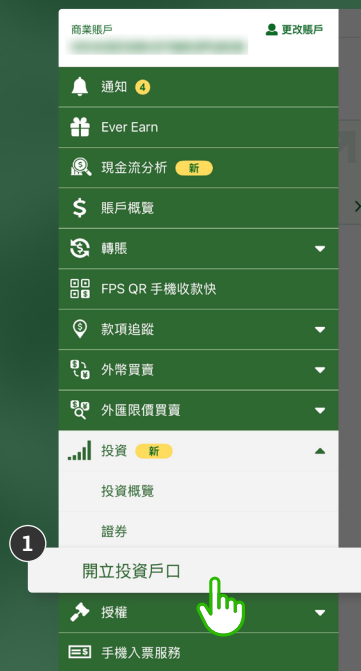 商業賬戶
更改賬戶
通知 4
Ever Earn
現金流分析 新
賬戶概覽
轉賬
FPS QR 手機收款快
款項追蹤
外幣買賣
外匯限價買賣
投資 新
投資概覽
證券
1
開立投資戶口
授權
手機入票服務